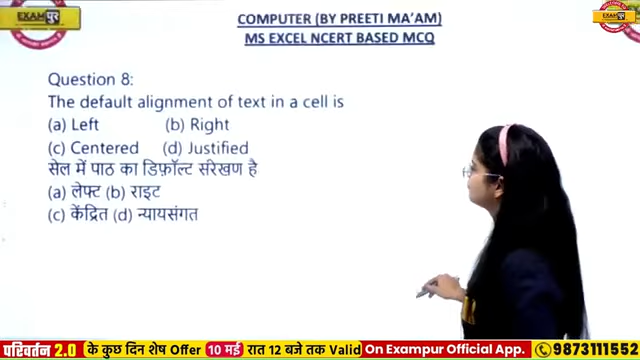 EXAMपुर
COMPUTER (BY PREETI MA'AM)
MS EXCEL NCERT BASED MCQ
EXAMपुर
Question 8:
The default alignment of text in a cell is
(a) Left (b) Right
(c) Centered (d) Justified
सेल में पाठ का डिफ़ॉल्ट संरेखण है
(a) लेफ्ट (b) राइट
(c) केंद्रित (d) न्यायसंगत
परिवर्तन 2.0 के कुछ दिन शेष Offer 10 मई रात 12 बजे तक Valid On Exampur Official App. 9873111552